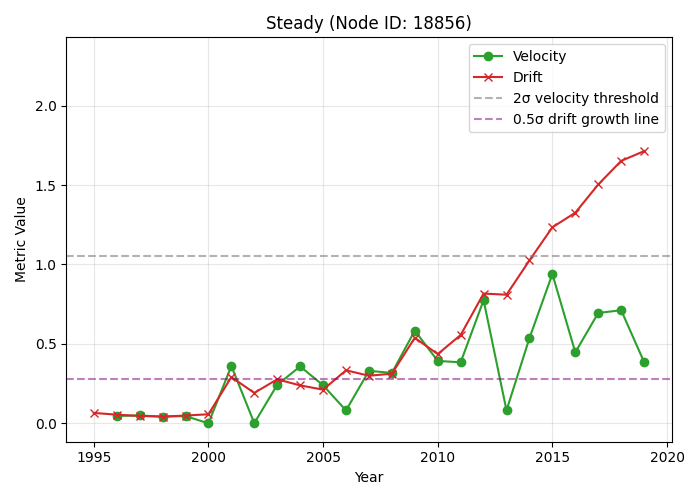 Steady (Node ID: 18856)
Velocity
Drift
2σ velocity threshold
0.5σ drift growth line
Metric Value
2.0
1.5
1.0
0.5
0.0
1995 2000 2005 2010 2015 2020
Year